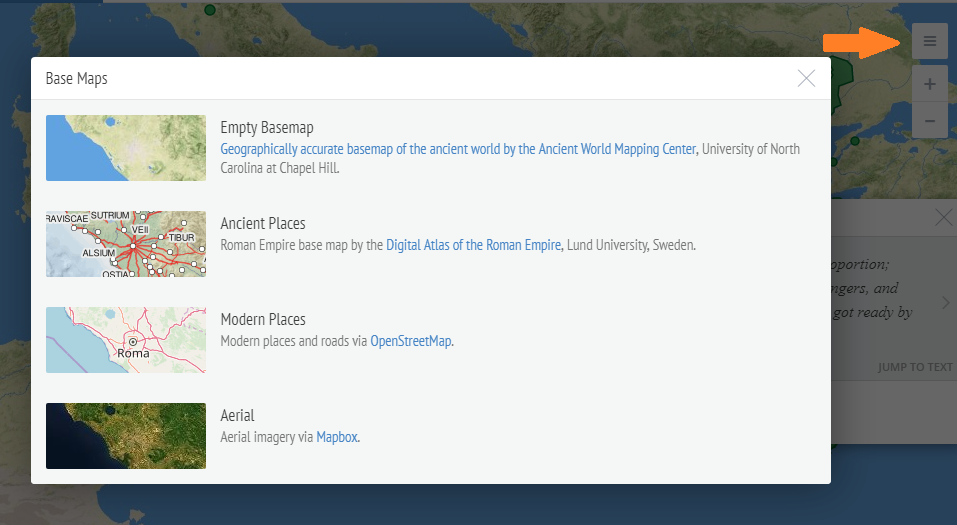 Base Maps
Empty Basemap
Geographically accurate basemap of the ancient world by the Ancient World Mapping Center, University of North
Carolina at Chapel Hill.
RAVISCAE SUTRIUM
VEII
TIBUR
ALSIUM
OSTIA
Ancient Places
Roman Empire base map by the Digital Atlas of the Roman Empire, Lund University, Sweden.
Roma
Modern Places
Modern places and roads via OpenStreetMap.
Aerial
Aerial imagery via Mapbox.
oportion;
ngers, and
got ready by
JUMP TO TEXT